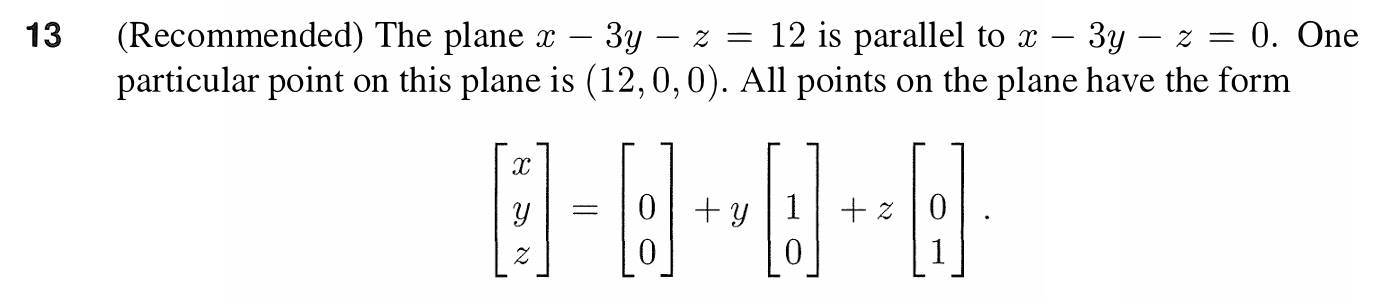 13 (Recommended) The plane x − 3y − z = 12 is parallel to x − 3y − z = 0. One
particular point on this plane is (12, 0, 0). All points on the plane have the form
[x y z] = [ 0 0] + y [ 1 0] + z [ 0 1].